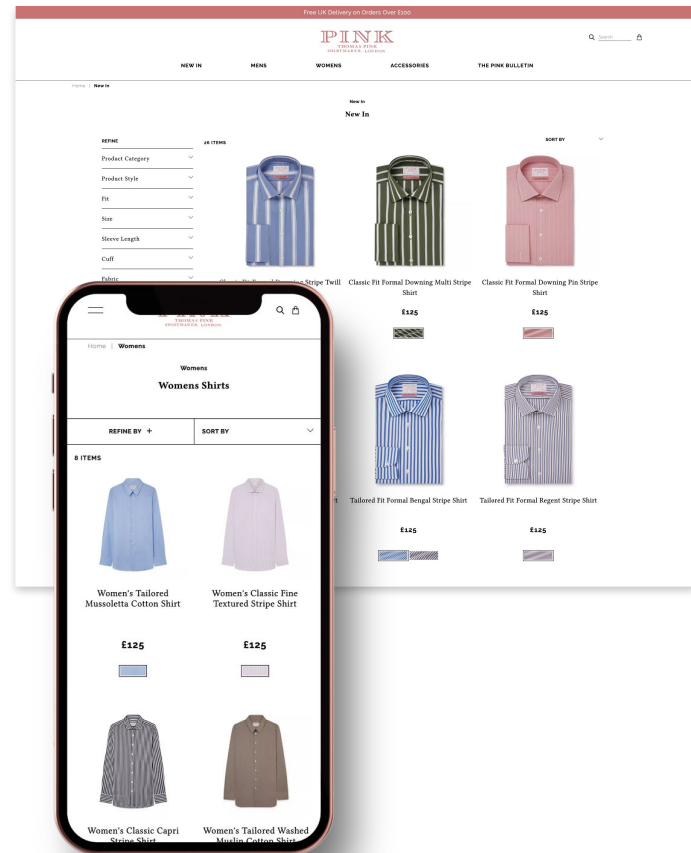 Free UK Delivery on Orders Over £100
PINK
THOMAS PINK
SHIRTMAKER, LONDON
Search
NEW IN MENS WOMENS ACCESSORIES THE PINK BULLETIN
Home | New In
New In
New In
REFINE
26 ITEMS
SORT BY
Product Category
Product Style
Fit
Size
Sleeve Length
Cuff
Fabric
Stripe Twill
Classic Fit Formal Downing Multi Stripe
Shirt
£125
Classic Fit Formal Downing Pin Stripe
Shirt
£125
Tailored Fit Formal Bengal Stripe Shirt
£125
Tailored Fit Formal Regent Stripe Shirt
£125
THOMAS PINK
SHIRTMAKER, LONDON
Home | Womens
Womens
Womens Shirts
REFINE BY +
SORT BY
8 ITEMS
Women's Tailored
Mussoletta Cotton Shirt
£125
Women's Classic Fine
Textured Stripe Shirt
£125
Women's Classic Capri
Stripe Shirt
Women's Tailored Washed
Muslin Cotton Shirt